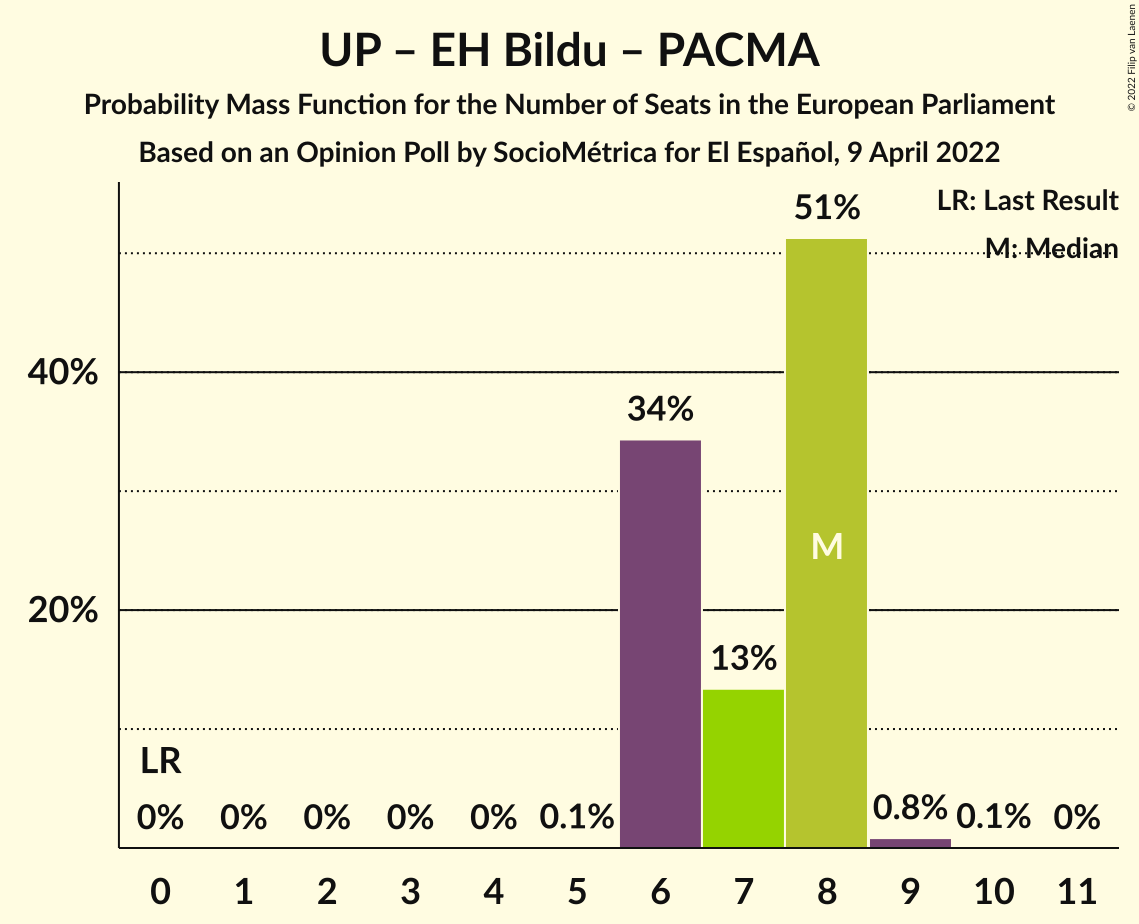 UP – EH Bildu – PACMA
Probability Mass Function for the Number of Seats in the European Parliament
Based on an Opinion Poll by SocioMétrica for El Español, 9 April 2022
© 2022 Filip van Laenen
LR: Last Result
M: Median
51%
40%
34%
M
20%
13%
LR
0% 0% 0% 0% 0% 0.1% 0.8% 0.1% 0%
0 1 2 3 4 5 6 7 8 9 10 11